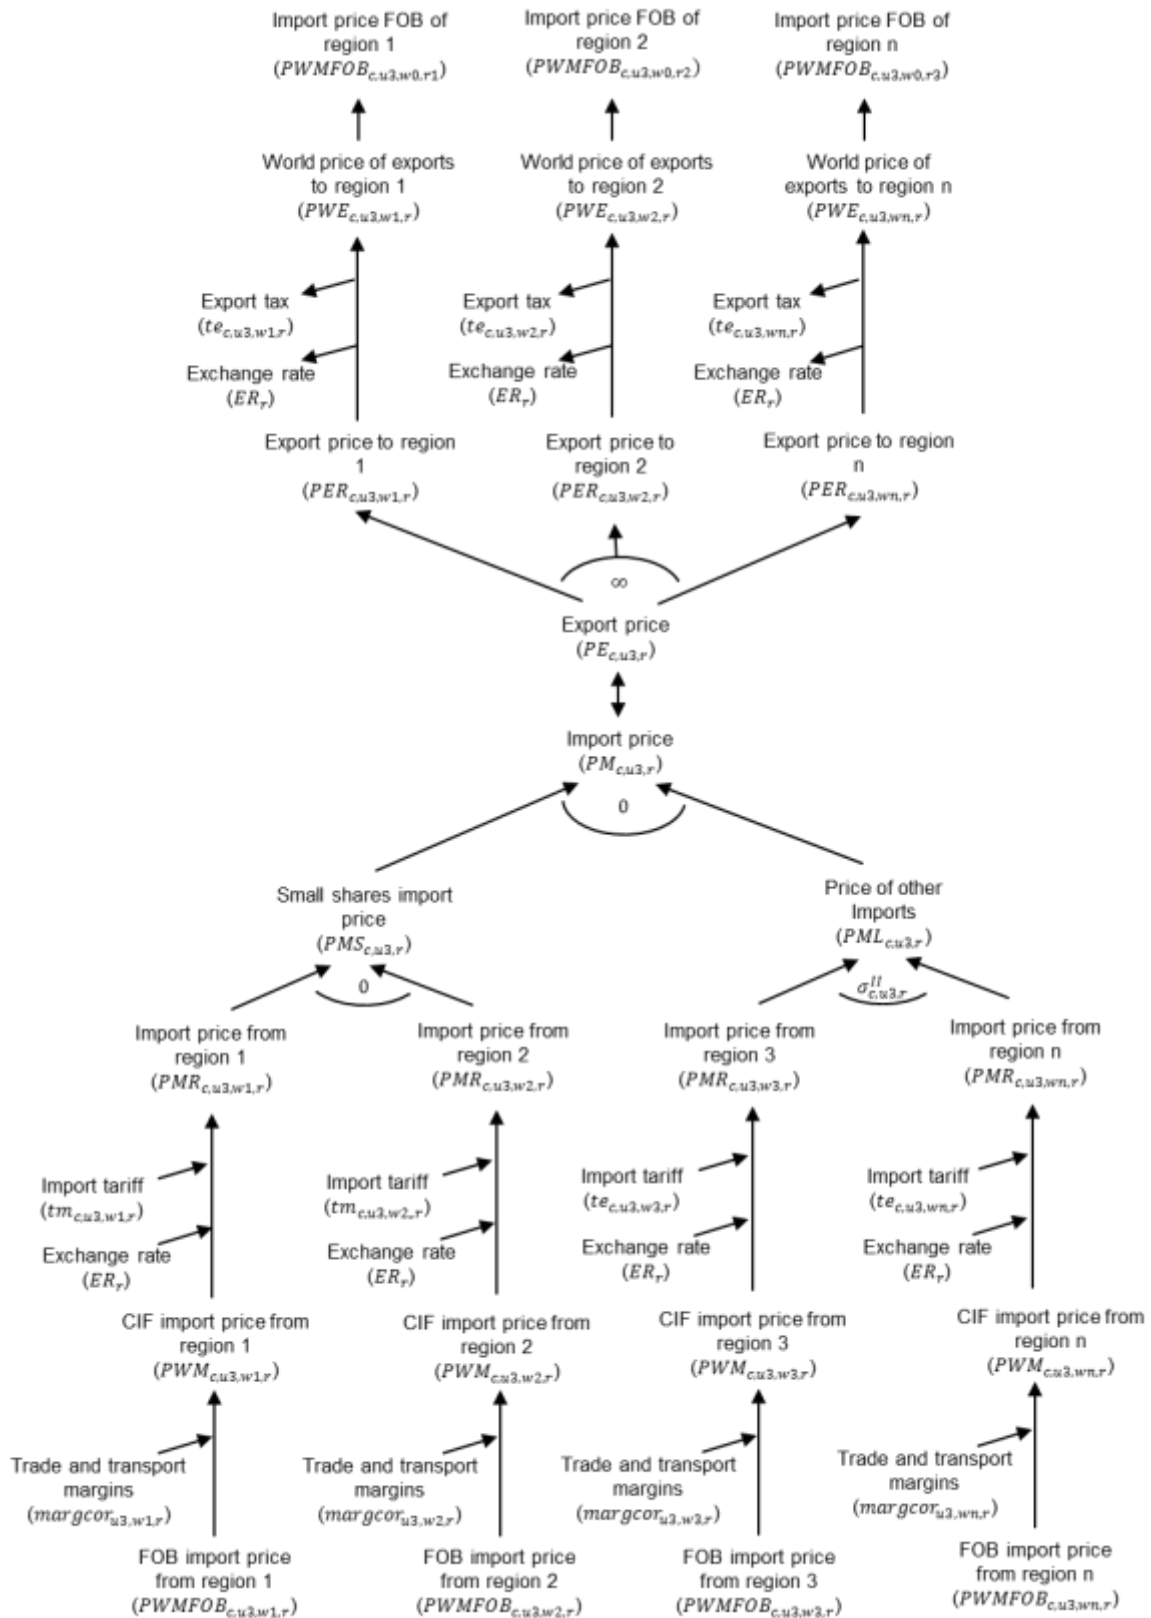 Import price FOB of
region 1
(PWMFOB_{c,u3,w0,r1})
Import price FOB of
region 2
(PWMFOB_{c,u3,w0,r2})
Import price FOB of
region n
(PWMFOB_{c,u3,w0,r3})
World price of exports
to region 1
(PWE_{c,u3,w1,r})
World price of exports
to region 2
(PWE_{c,u3,w2,r})
World price of
exports to region n
(PWE_{c,u3,wn,r})
Export tax
(te_{c,u3,w1,r})
Export tax
(te_{c,u3,w2,r})
Export tax
(te_{c,u3,wn,r})
Exchange rate
(ER_r)
Exchange rate
(ER_r)
Exchange rate
(ER_r)
Export price to region
1
(PER_{c,u3,w1,r})
Export price to
region 2
(PER_{c,u3,w2,r})
Export price to region
n
(PER_{c,u3,wn,r})
∞
Export price
(PE_{c,u3,r})
Import price
(PM_{c,u3,r})
0
Small shares import
price
(PMS_{c,u3,r})
Price of other
Imports
(PML_{c,u3,r})
0
σ^{II}_{c,u3,r}
Import price from
region 1
(PMR_{c,u3,w1,r})
Import price from
region 2
(PMR_{c,u3,w2,r})
Import price from
region 3
(PMR_{c,u3,w3,r})
Import price from
region n
(PMR_{c,u3,wn,r})
Import tariff
(tm_{c,u3,w1,r})
Import tariff
(tm_{c,u3,w2,,r})
Import tariff
(te_{c,u3,w3,r})
Import tariff
(te_{c,u3,wn,r})
Exchange rate
(ER_r)
Exchange rate
(ER_r)
Exchange rate
(ER_r)
Exchange rate
(ER_r)
CIF import price from
region 1
(PWM_{c,u3,w1,r})
CIF import price from
region 2
(PWM_{c,u3,w2,r})
CIF import price from
region 3
(PWM_{c,u3,w3,r})
CIF import price from
region n
(PWM_{c,u3,wn,r})
Trade and transport
margins
(margcor_{u3,w1,r})
Trade and transport
margins
(margcor_{u3,w2,r})
Trade and transport
margins
(margcor_{u3,w3,r})
Trade and transport
margins
(margcor_{u3,wn,r})
FOB import price
from region 1
(PWMFOB_{c,u3,w1,r})
FOB import price
from region 2
(PWMFOB_{c,u3,w2,r})
FOB import price
from region 3
(PWMFOB_{c,u3,w3,r})
FOB import price
from region n
(PWMFOB_{c,u3,wn,r})